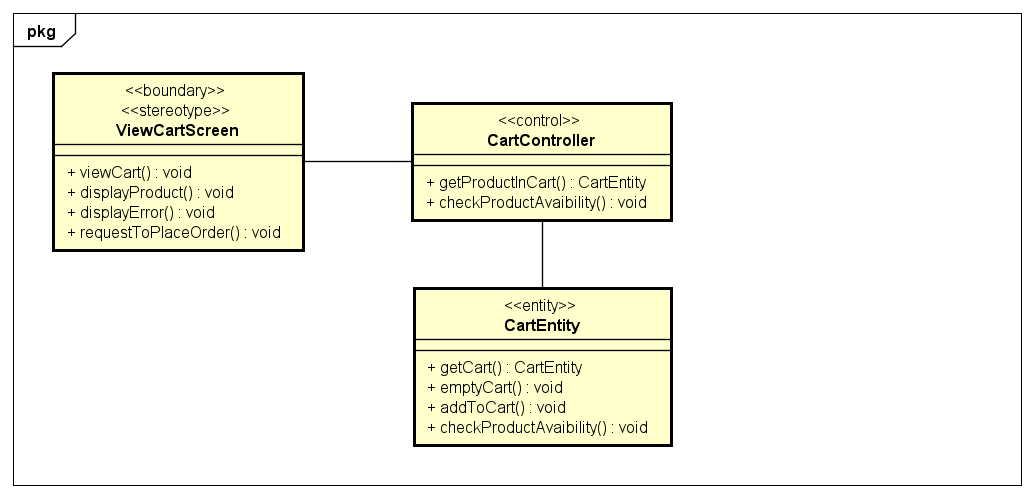 pkg
<<boundary>>
<<stereotype>>
ViewCartScreen
+ viewCart() : void
+ displayProduct() : void
+ displayError() : void
+ requestToPlaceOrder() : void
<<control>>
CartController
+ getProductInCart() : CartEntity
+ checkProductAvaibility() : void
<<entity>>
CartEntity
+ getCart() : CartEntity
+ emptyCart() : void
+ addToCart() : void
+ checkProductAvaibility() : void